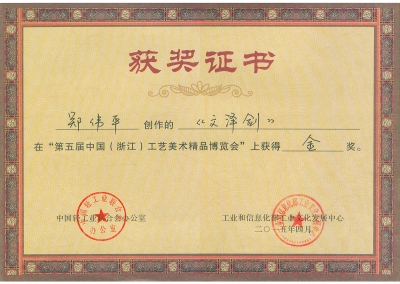 获奖证书
郑伟平 创作的 《文泽剑》
在“第五届中国（浙江）工艺美术精品博览会”上获得 金 奖。
中国轻工业联合会办公室 工业和信息化部工业文化发展中心
二〇一五年四月